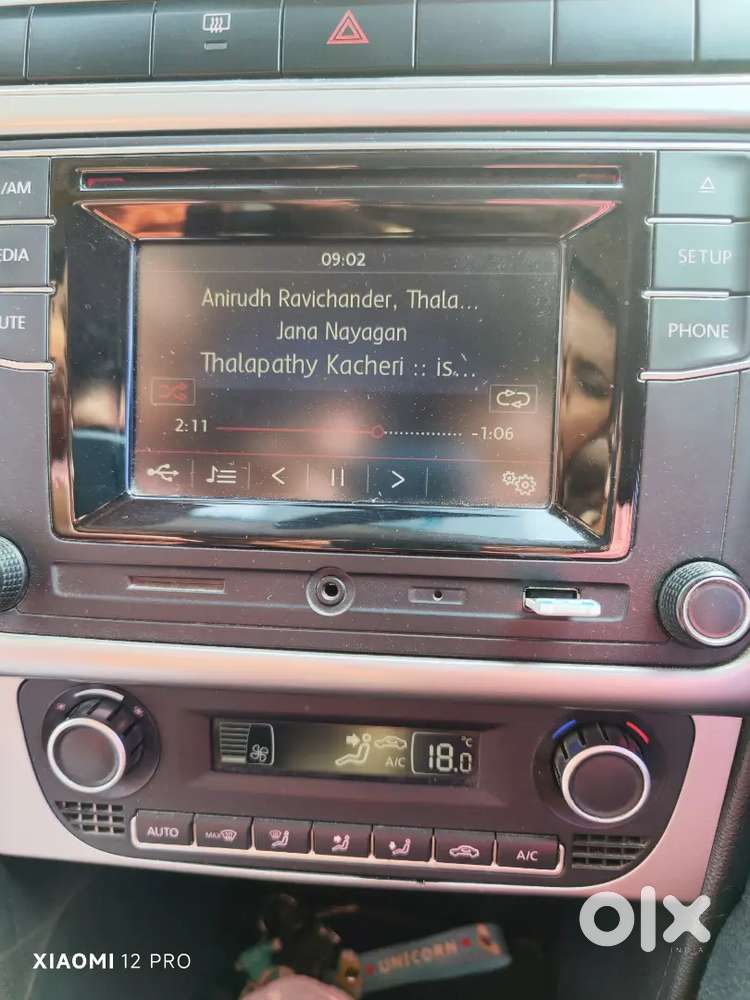 /AM
EDIA
UTE
SETUP
PHONE
09:02
Anirudh Ravichander, Thala...
Jana Nayagan
Thalapathy Kacheri :: is...
2:11 -1:06
A/C 18.0 °C
AUTO MAX A/C
UNICORN
olx
INDIA
XIAOMI 12 PRO